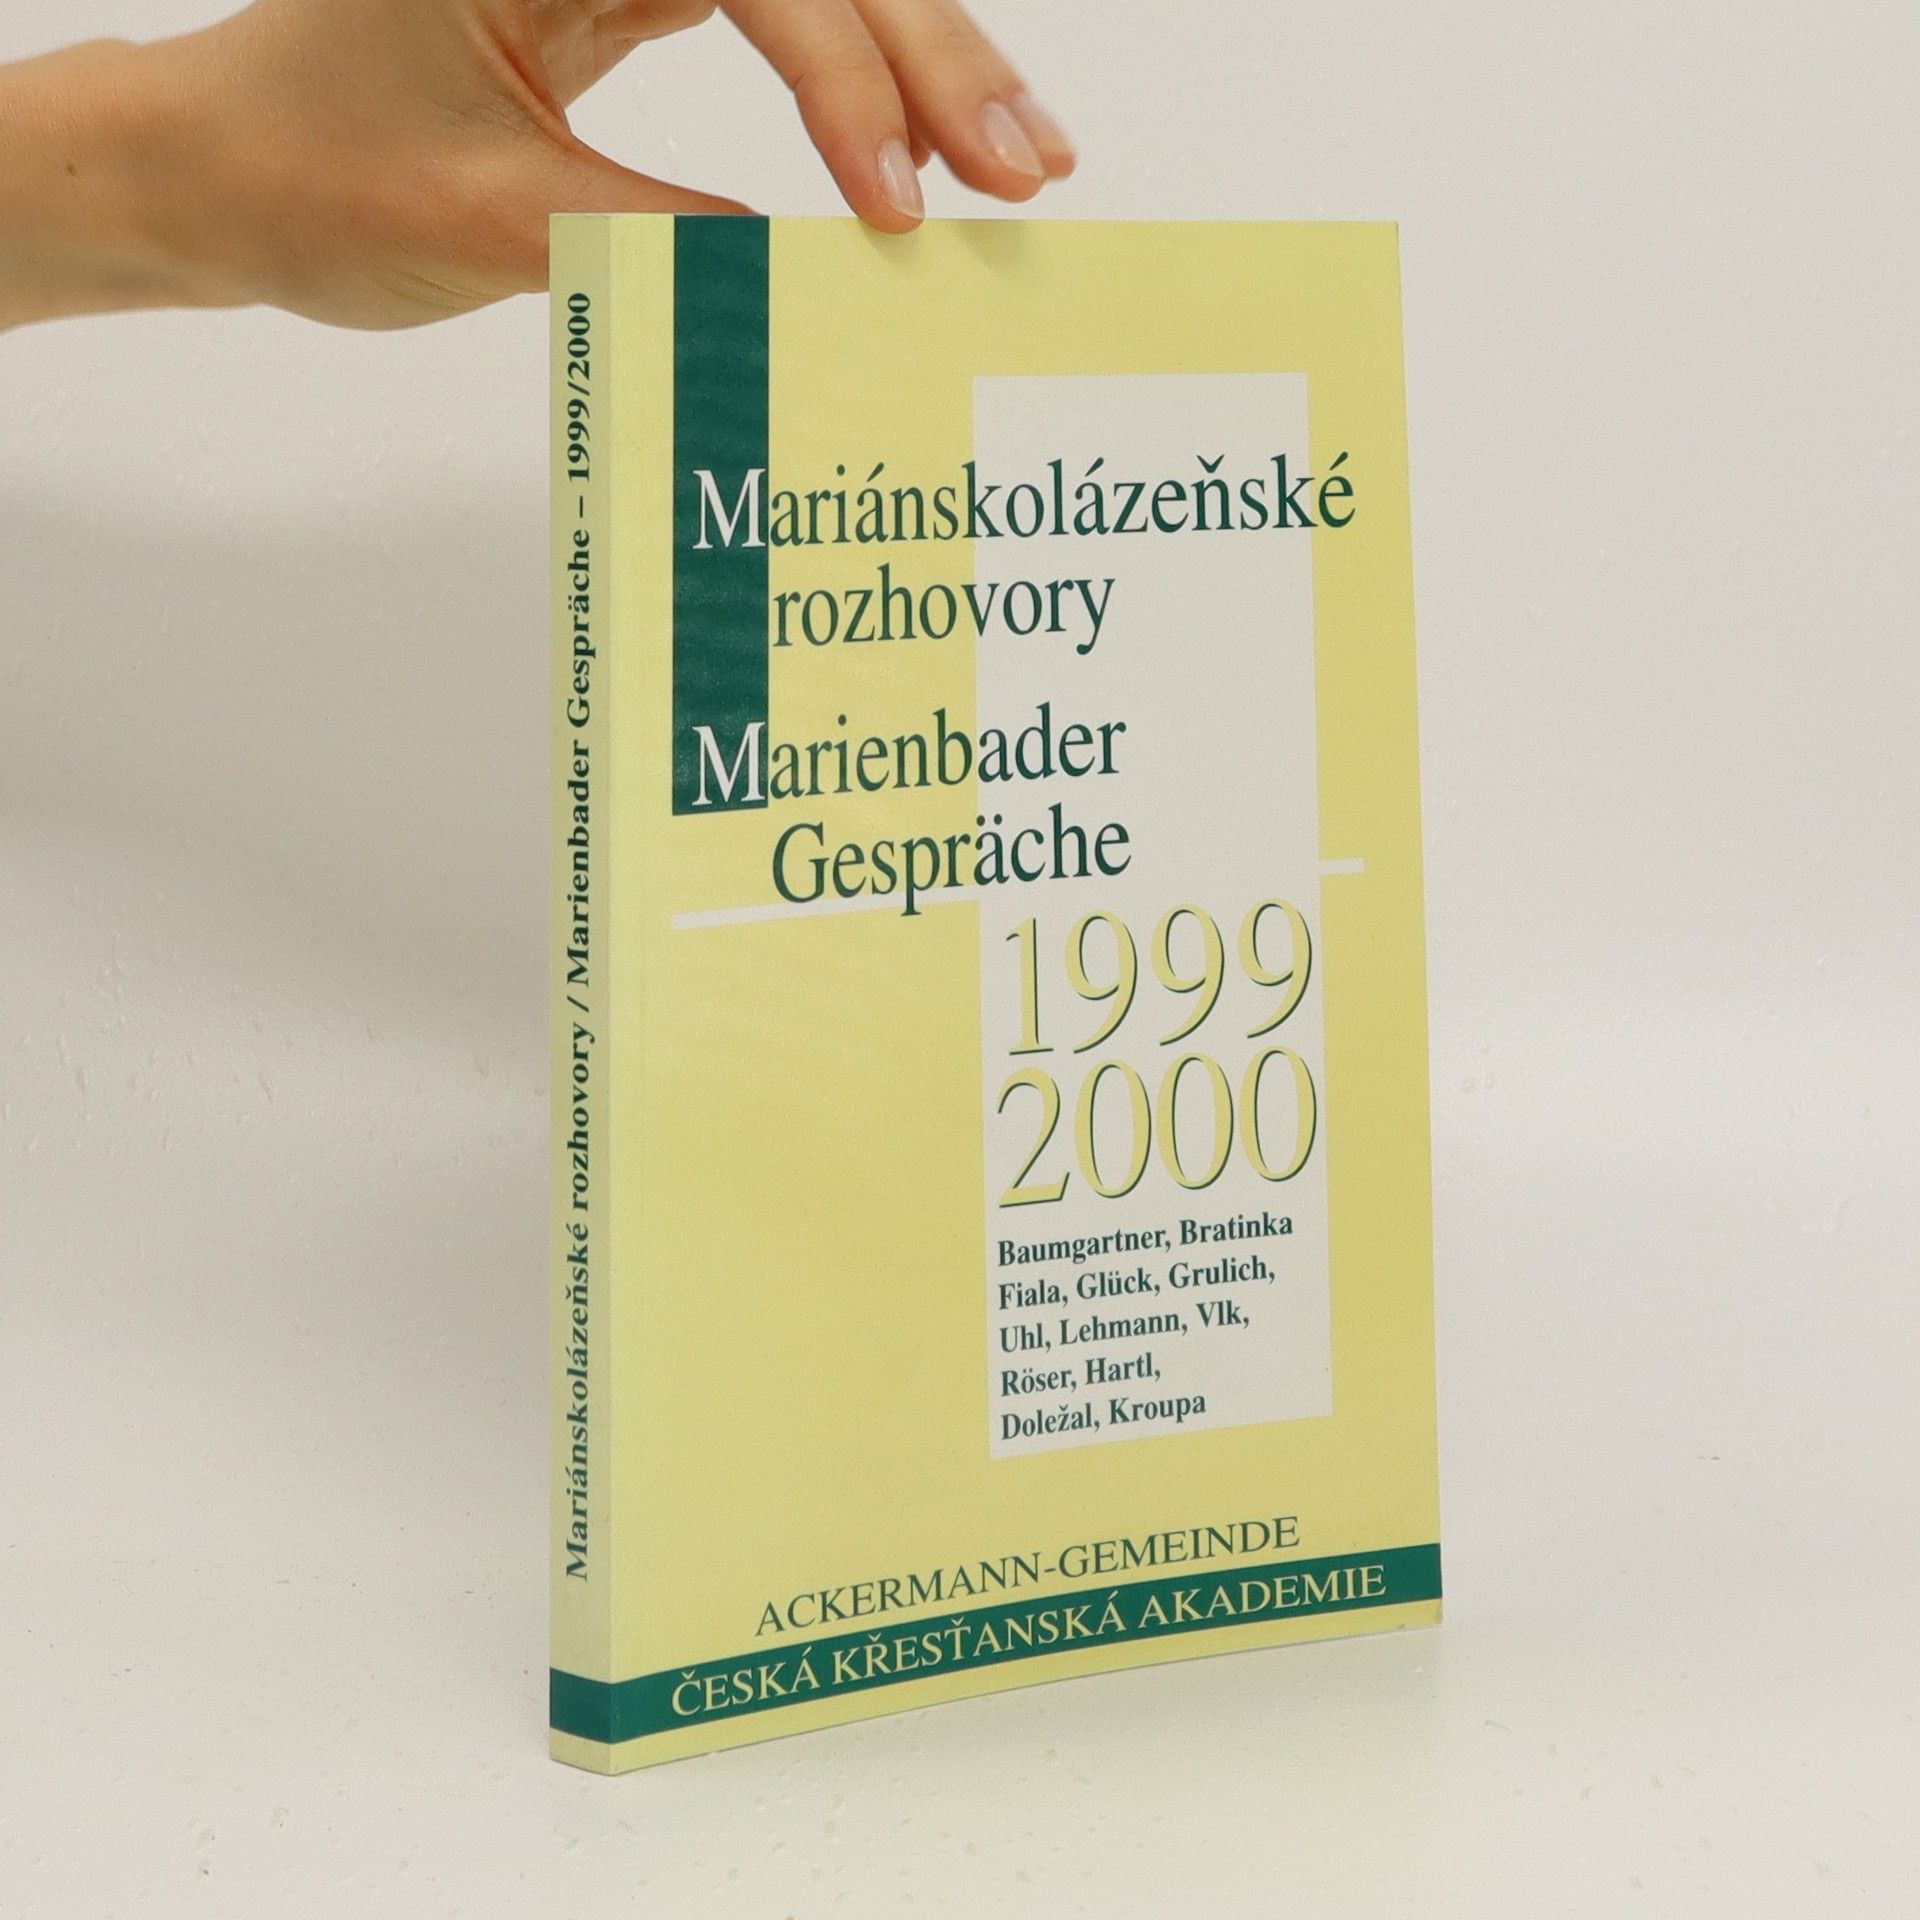 Mariánskolázeňské rozhovory / Marienbader Gespräche – 1999/2000
Mariánskolázeňské
rozhovory
Marienbader
Gespräche
1999
2000
Baumgartner, Bratinka
Fiala, Glück, Grulich,
Uhl, Lehmann, Vlk,
Röser, Hartl,
Doležal, Kroupa
ACKERMANN-GEMEINDE
ČESKÁ KŘESŤANSKÁ AKADEMIE